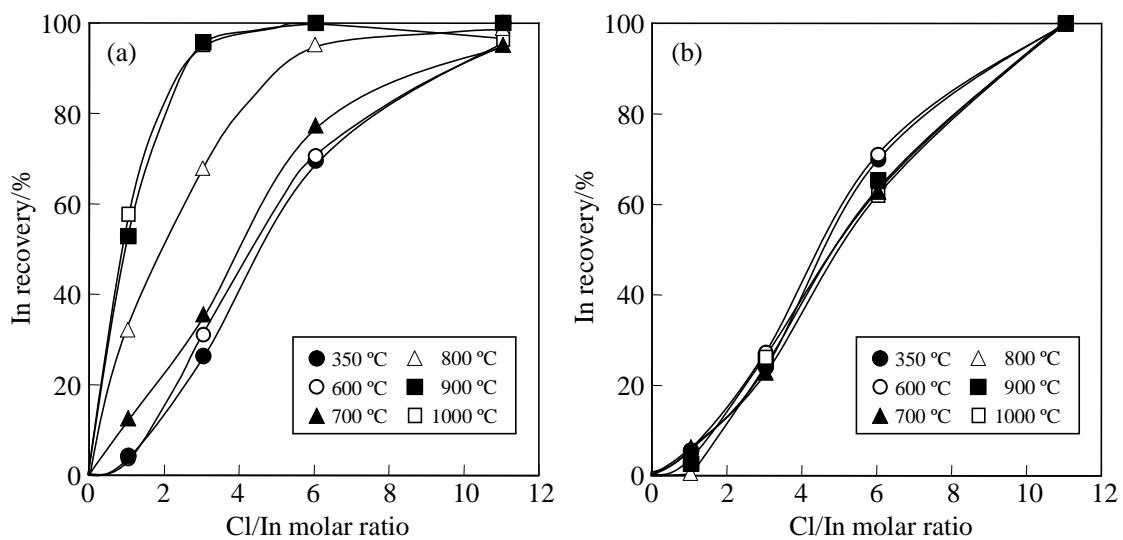 (a)
In recovery/%
100
80
60
40
20
0
350 ºC 800 ºC
600 ºC 900 ºC
700 ºC 1000 ºC
0 2 4 6 8 10 12
Cl/In molar ratio
(b)
In recovery/%
100
80
60
40
20
0
350 ºC 800 ºC
600 ºC 900 ºC
700 ºC 1000 ºC
0 2 4 6 8 10 12
Cl/In molar ratio